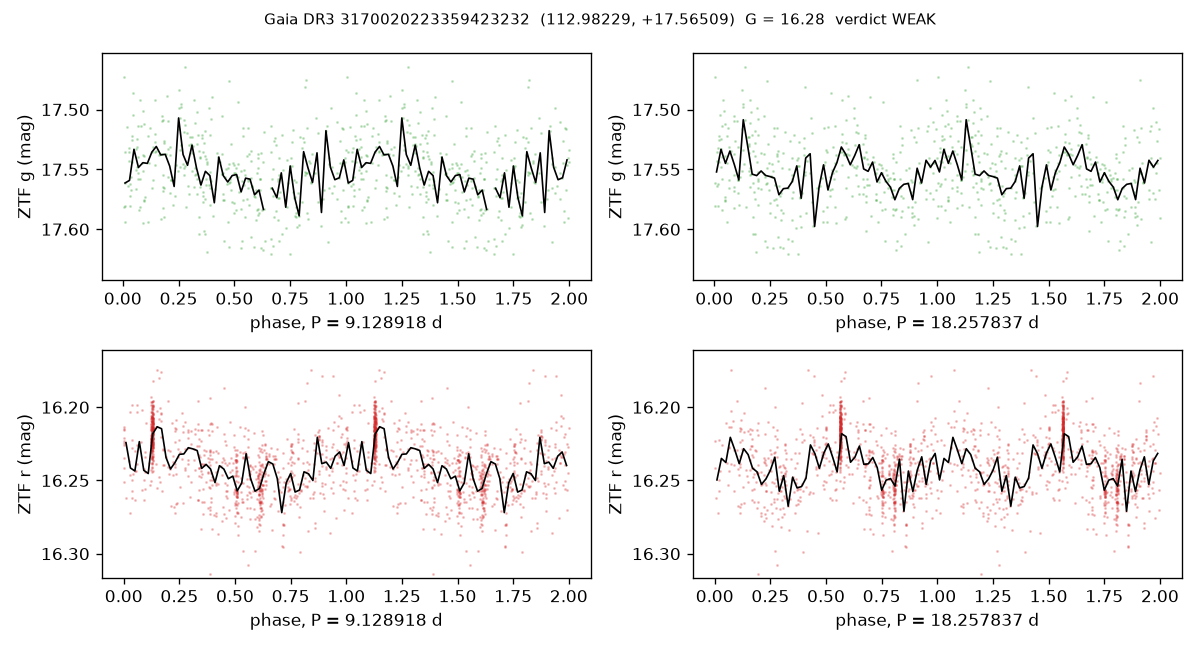 Gaia DR3 3170020223359423232 (112.98229, +17.56509) G = 16.28 verdict WEAK
ZTF g (mag)
17.50
17.55
17.60
0.00 0.25 0.50 0.75 1.00 1.25 1.50 1.75 2.00
phase, P = 9.128918 d
ZTF g (mag)
17.50
17.55
17.60
0.00 0.25 0.50 0.75 1.00 1.25 1.50 1.75 2.00
phase, P = 18.257837 d
ZTF r (mag)
16.20
16.25
16.30
0.00 0.25 0.50 0.75 1.00 1.25 1.50 1.75 2.00
phase, P = 9.128918 d
ZTF r (mag)
16.20
16.25
16.30
0.00 0.25 0.50 0.75 1.00 1.25 1.50 1.75 2.00
phase, P = 18.257837 d